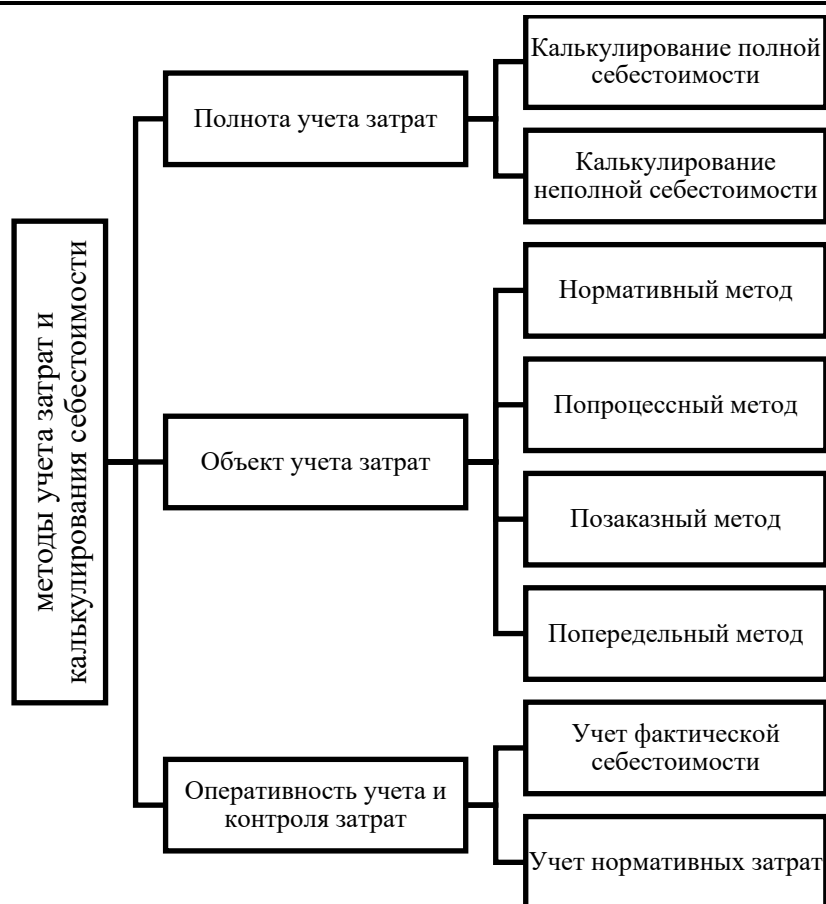 методы учета затрат и
калькулирования себестоимости
Полнота учета затрат
Калькулирование полной
себестоимости
Калькулирование
неполной себестоимости
Объект учета затрат
Нормативный метод
Попроцессный метод
Позаказный метод
Попередельный метод
Оперативность учета и
контроля затрат
Учет фактической
себестоимости
Учет нормативных затрат